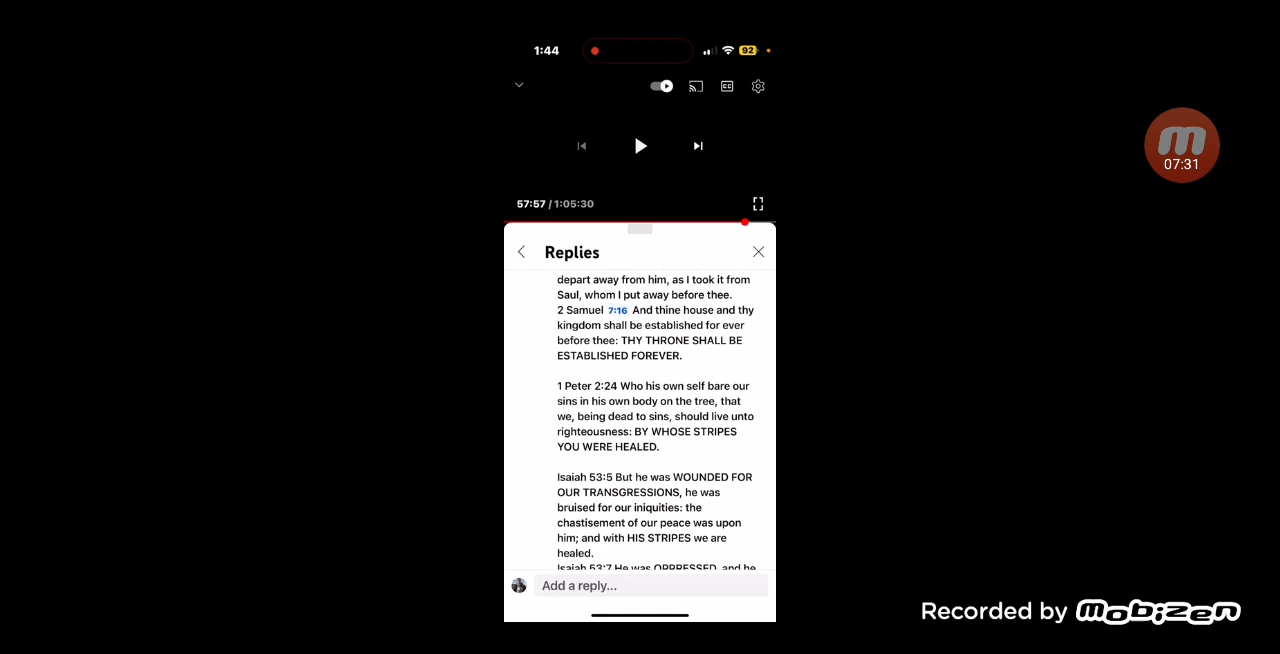 1:44
92
CC
07:31
57:57 / 1:05:30
Replies
depart away from him, as I took it from
Saul, whom I put away before thee.
2 Samuel 7:16 And thine house and thy
kingdom shall be established for ever
before thee: THY THRONE SHALL BE
ESTABLISHED FOREVER.
1 Peter 2:24 Who his own self bare our
sins in his own body on the tree, that
we, being dead to sins, should live unto
righteousness: BY WHOSE STRIPES
YOU WERE HEALED.
Isaiah 53:5 But he was WOUNDED FOR
OUR TRANSGRESSIONS, he was
bruised for our iniquities: the
chastisement of our peace was upon
him; and with HIS STRIPES we are
healed.
Isaiah 53:7 He was OPPRESSED, and he
Add a reply...
Recorded by mobizen